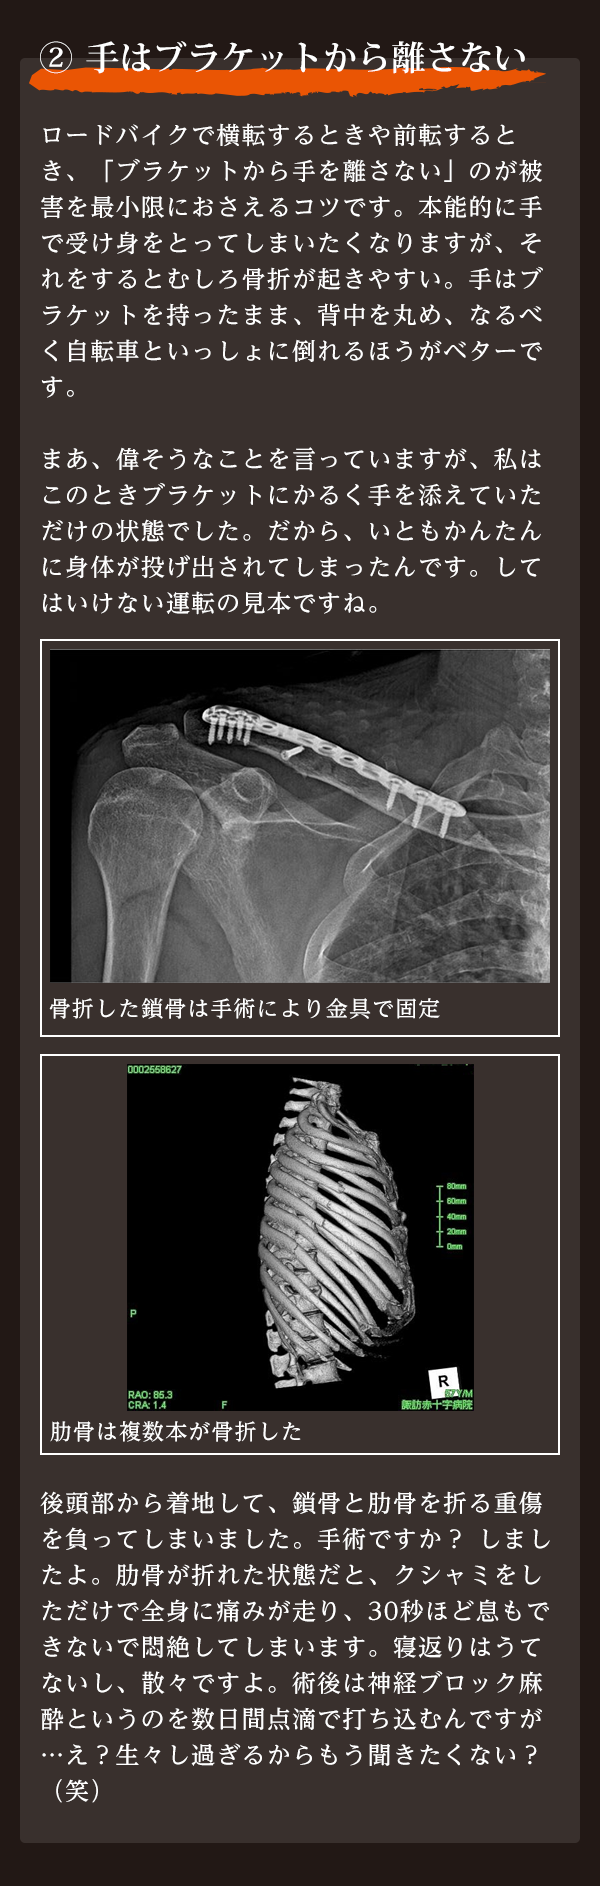 ② 手はブラケットから離さない
ロードバイクで横転するときや前転すると
き、「ブラケットから手を離さない」のが被
害を最小限におさえるコツです。本能的に手
で受け身をとってしまいたくなりますが、そ
れをするとむしろ骨折が起きやすい。手はブ
ラケットを持ったまま、背中を丸め、なるべ
く自転車といっしょに倒れるほうがベターで
す。
まあ、偉そうなことを言っていますが、私は
このときブラケットにかるく手を添えていた
だけの状態でした。だから、いともかんたん
に身体が投げ出されてしまったんです。して
はいけない運転の見本ですね。
骨折した鎖骨は手術により金具で固定
0002558627
80mm
60mm
40mm
20mm
0mm
P
R
RAO: 85.3
CRA: 1.4
F
諏訪赤十字病院
肋骨は複数本が骨折した
後頭部から着地して、鎖骨と肋骨を折る重傷
を負ってしまいました。手術ですか？ しまし
たよ。肋骨が折れた状態だと、クシャミをし
ただけで全身に痛みが走り、30秒ほど息もで
きないで悶絶してしまいます。寝返りはうて
ないし、散々ですよ。術後は神経ブロック麻
酔というのを数日間点滴で打ち込むんですが
…え？生々し過ぎるからもう聞きたくない？
（笑）